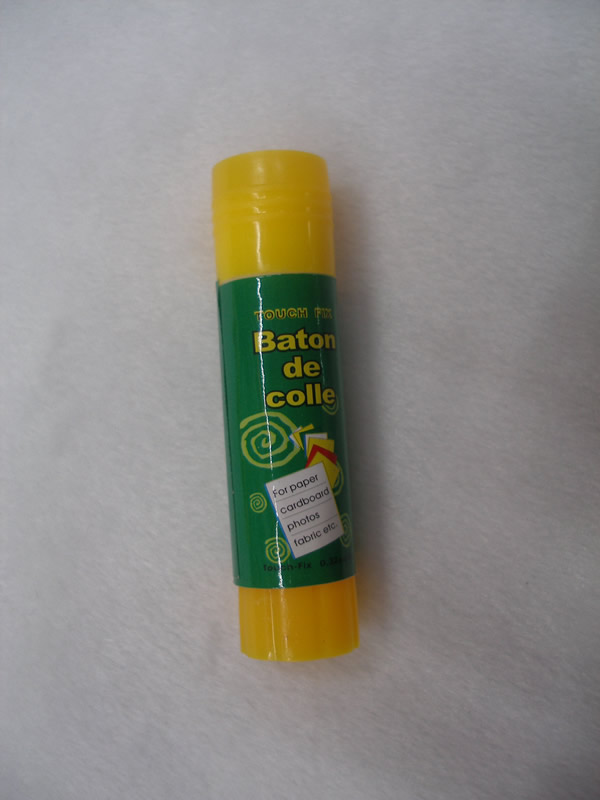 TOUCH FIX
Baton
de
colle
For paper
cardboard
photos
fabric etc.